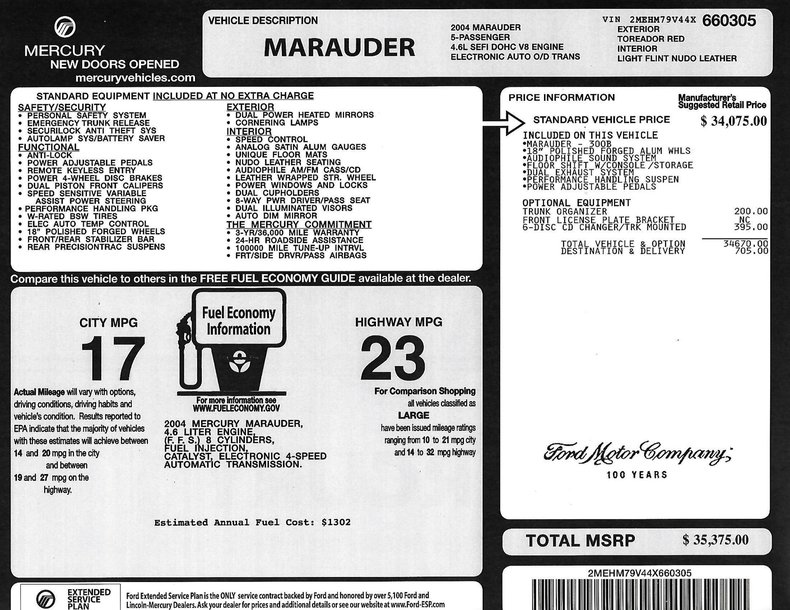 MERCURY
NEW DOORS OPENED
mercuryvehicles.com
VEHICLE DESCRIPTION
MARAUDER
2004 MARAUDER
5-PASSENGER
4.6L SEFI DOHC V8 ENGINE
ELECTRONIC AUTO O/D TRANS
VIN 2MEHM79V44X 660305
EXTERIOR
TOREADOR RED
INTERIOR
LIGHT FLINT NUDO LEATHER
STANDARD EQUIPMENT INCLUDED AT NO EXTRA CHARGE
SAFETY/SECURITY
• PERSONAL SAFETY SYSTEM
• EMERGENCY TRUNK RELEASE
• SECURILOCK ANTI THEFT SYS
• AUTOLAMP SYS/BATTERY SAVER
FUNCTIONAL
• ANTI-LOCK
• POWER ADJUSTABLE PEDALS
• REMOTE KEYLESS ENTRY
• POWER 4-WHEEL DISC BRAKES
• DUAL PISTON FRONT CALIPERS
• SPEED SENSITIVE VARIABLE
ASSIST POWER STEERING
• PERFORMANCE HANDLING PKG
• W-RATED BSW TIRES
• ELEC AUTO TEMP CONTROL
• 18" POLISHED FORGED WHEELS
• FRONT/REAR STABILIZER BAR
• REAR PRECISIONTRAC SUSPENS
EXTERIOR
• DUAL POWER HEATED MIRRORS
• CORNERING LAMPS
INTERIOR
• SPEED CONTROL
• ANALOG SATIN ALUM GAUGES
• UNIQUE FLOOR MATS
• NUDO LEATHER SEATING
• AUDIOPHILE AM/FM CASS/CD
• LEATHER WRAPPED STR. WHEEL
• POWER WINDOWS AND LOCKS
• DUAL CUPHOLDERS
• 8-WAY PWR DRIVER/PASS SEAT
• DUAL ILLUMINATED VISORS
• AUTO DIM MIRROR
THE MERCURY COMMITMENT
• 3-YR/36,000 MILE WARRANTY
• 24-HR ROADSIDE ASSISTANCE
• 100000 MILE TUNE-UP INTRVL
• FRT/SIDE DRVR/PASS AIRBAGS
PRICE INFORMATION
Manufacturer's
Suggested Retail Price
STANDARD VEHICLE PRICE $ 34,075.00
INCLUDED ON THIS VEHICLE
•MARAUDER - 300B
•18" POLISHED FORGED ALUM WHLS
•AUDIOPHILE SOUND SYSTEM
•FLOOR SHIFT W/CONSOLE/STORAGE
•DUAL EXHAUST SYSTEM
•PERFORMANCE HANDLING SUSPEN
•POWER ADJUSTABLE PEDALS
OPTIONAL EQUIPMENT
TRUNK ORGANIZER 200.00
FRONT LICENSE PLATE BRACKET NC
6-DISC CD CHANGER/TRK MOUNTED 395.00
TOTAL VEHICLE & OPTION 34670.00
DESTINATION & DELIVERY 705.00
Ford Motor Company,
100 YEARS
TOTAL MSRP $ 35,375.00
2MEHM79V44X660305
Compare this vehicle to others in the FREE FUEL ECONOMY GUIDE available at the dealer.
CITY MPG
17
Fuel Economy
Information
HIGHWAY MPG
23
For more information see
WWW.FUELECONOMY.GOV
Actual Mileage will vary with options,
driving conditions, driving habits and
vehicle's condition. Results reported to
EPA indicate that the majority of vehicles
with these estimates will achieve between
14 and 20 mpg in the city
and between
19 and 27 mpg on the
highway.
2004 MERCURY MARAUDER,
4.6 LITER ENGINE,
(F. F. S.) 8 CYLINDERS,
FUEL INJECTION,
CATALYST, ELECTRONIC 4-SPEED
AUTOMATIC TRANSMISSION.
For Comparison Shopping
all vehicles classified as
LARGE
have been issued mileage ratings
ranging from 10 to 21 mpg city
and 14 to 32 mpg highway
Estimated Annual Fuel Cost: $1302
EXTENDED
SERVICE
PLAN
Ford Extended Service Plan is the ONLY service contract backed by Ford and honored by over 5,100 Ford and
Lincoln-Mercury Dealers. Ask your dealer for prices and additional details or see our website at www.Ford-ESP.com